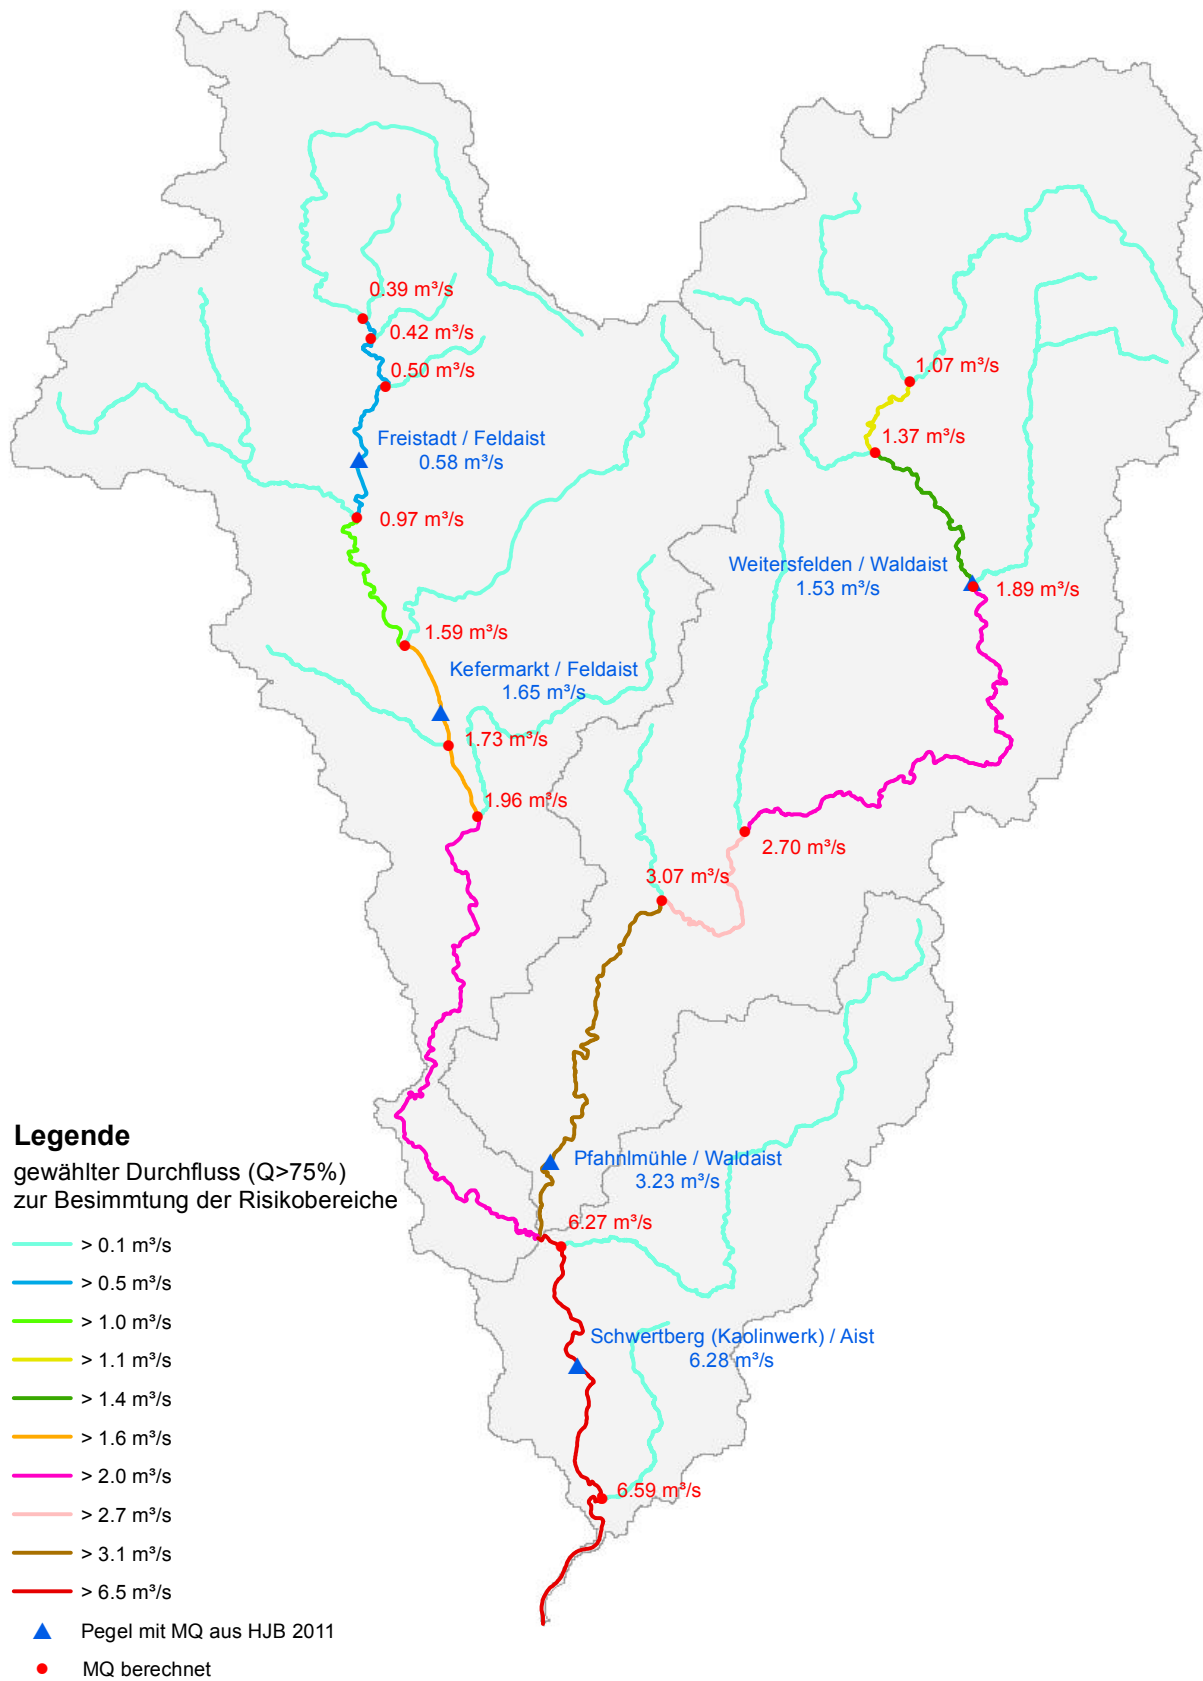 0.39 m³/s
0.42 m³/s
0.50 m³/s
1.07 m³/s
Freistadt / Feldaist
0.58 m³/s
1.37 m³/s
0.97 m³/s
Weitersfelden / Waldaist
1.53 m³/s
1.89 m³/s
1.59 m³/s
Kefermarkt / Feldaist
1.65 m³/s
1.73 m³/s
1.96 m³/s
2.70 m³/s
3.07 m³/s
Pfahnlmühle / Waldaist
3.23 m³/s
6.27 m³/s
Schwertberg (Kaolinwerk) / Aist
6.28 m³/s
6.59 m³/s
Legende
gewählter Durchfluss (Q>75%)
zur Besimmtung der Risikobereiche
> 0.1 m³/s
> 0.5 m³/s
> 1.0 m³/s
> 1.1 m³/s
> 1.4 m³/s
> 1.6 m³/s
> 2.0 m³/s
> 2.7 m³/s
> 3.1 m³/s
> 6.5 m³/s
Pegel mit MQ aus HJB 2011
MQ berechnet